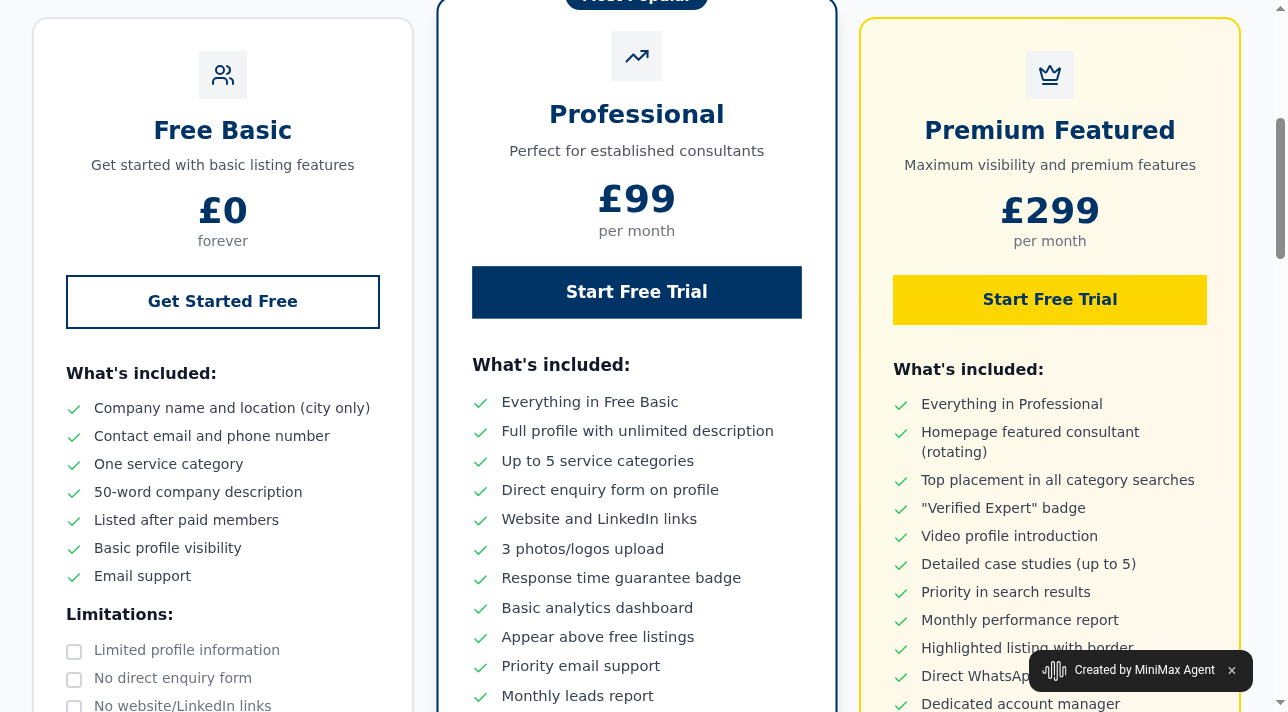 Most Popular
Free Basic
Get started with basic listing features
£0
forever
Get Started Free
What's included:
Company name and location (city only)
Contact email and phone number
One service category
50-word company description
Listed after paid members
Basic profile visibility
Email support
Limitations:
Limited profile information
No direct enquiry form
No website/LinkedIn links
Professional
Perfect for established consultants
£99
per month
Start Free Trial
What's included:
Everything in Free Basic
Full profile with unlimited description
Up to 5 service categories
Direct enquiry form on profile
Website and LinkedIn links
3 photos/logos upload
Response time guarantee badge
Basic analytics dashboard
Appear above free listings
Priority email support
Monthly leads report
Premium Featured
Maximum visibility and premium features
£299
per month
Start Free Trial
What's included:
Everything in Professional
Homepage featured consultant
(rotating)
Top placement in all category searches
"Verified Expert" badge
Video profile introduction
Detailed case studies (up to 5)
Priority in search results
Monthly performance report
Highlighted listing with border
Direct
Dedicated account manager
Created by MiniMax Agent